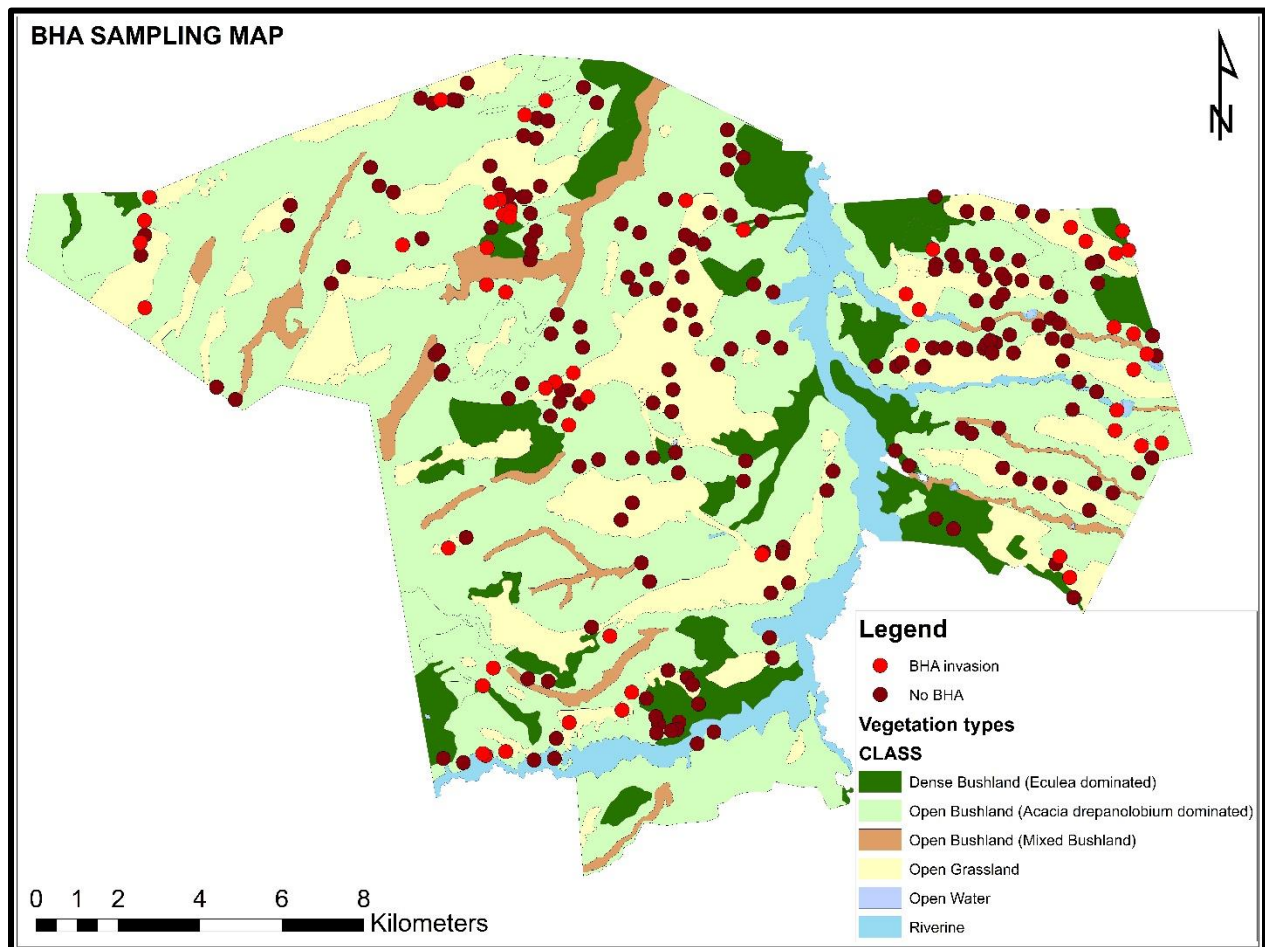 BHA SAMPLING MAP
N
Legend
BHA invasion
No BHA
Vegetation types
CLASS
Dense Bushland (Eculea dominated)
Open Bushland (Acacia drepanolobium dominated)
Open Bushland (Mixed Bushland)
Open Grassland
Open Water
Riverine
0 1 2 4 6 8
Kilometers